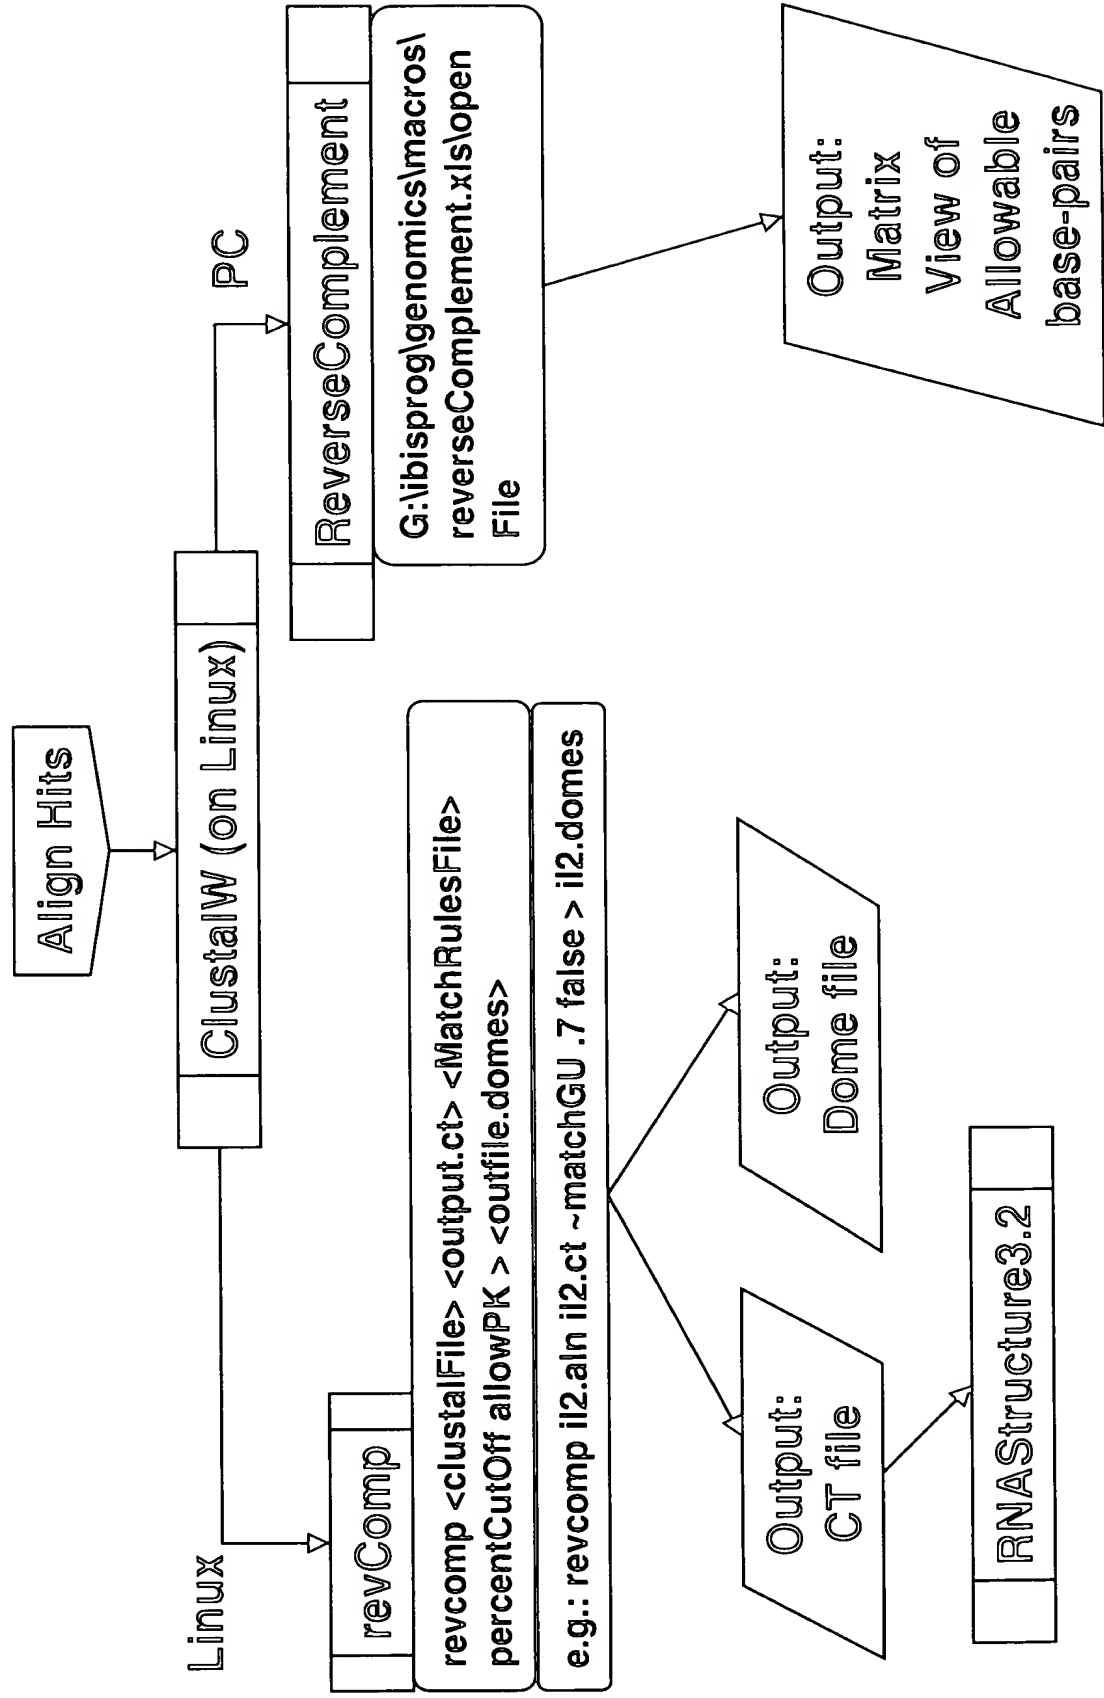 Align Hits
ClustalW (on Linux)
Linux
PC
revComp
revcomp <clustalFile> <output.ct> <MatchRulesFile>
percentCutOff allowPK > <outfile.domes>
e.g.: revcomp il2.aln il2.ct ~matchGU .7 false > il2.domes
ReverseComplement
G:\ibisprog\genomics\macros\
reverseComplement.xls\open
File
Output:
CT file
Output:
Dome file
Output:
Matrix
View of
Allowable
base-pairs
RNAStructure3.2